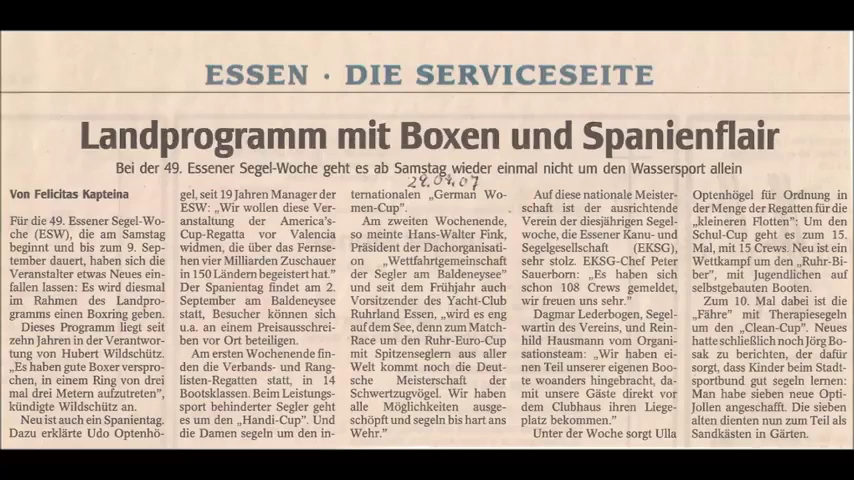 ESSEN · DIE SERVICESEITE
Landprogramm mit Boxen und Spanienflair
Bei der 49. Essener Segel-Woche geht es ab Samstag wieder einmal nicht um den Wassersport allein
Von Felicitas Kapteina
Für die 49. Essener Segel-Wo-
che (ESW), die am Samstag
beginnt und bis zum 9. Sep-
tember dauert, haben sich die
Veranstalter etwas Neues ein-
fallen lassen: Es wird diesmal
im Rahmen des Landpro-
gramms einen Boxring geben.
Dieses Programm liegt seit
zehn Jahren in der Verantwor-
tung von Hubert Wildschütz.
„Es haben gute Boxer verspro-
chen, in einem Ring von drei
mal drei Metern aufzutreten”,
kündigte Wildschütz an.
Neu ist auch ein Spanientag.
Dazu erklärte Udo Optenhö-
gel, seit 19 Jahren Manager der
ESW: „Wir wollen diese Ver-
anstaltung der America's-
Cup-Regatta vor Valencia
widmen, die über das Fernse-
hen vier Milliarden Zuschauer
in 150 Ländern begeistert hat.”
Der Spanientag findet am 2.
September am Baldeneysee
statt, Besucher können sich
u.a. an einem Preisausschrei-
ben vor Ort beteiligen.
Am ersten Wochenende fin-
den die Verbands- und Rang-
listen-Regatten statt, in 14
Bootsklassen. Beim Leistungs-
sport behinderter Segler geht
es um den „Handi-Cup”. Und
die Damen segeln um den in-
29.07.07
ternationalen „German Wo-
men-Cup”.
Am zweiten Wochenende,
so meinte Hans-Walter Fink,
Präsident der Dachorganisati-
on „Wettfahrtgemeinschaft
der Segler am Baldeneysee”
und seit dem Frühjahr auch
Vorsitzender des Yacht-Club
Ruhrland Essen, „wird es eng
auf dem See, denn zum Match-
Race um den Ruhr-Euro-Cup
mit Spitzenseglern aus aller
Welt kommt noch die Deut-
sche Meisterschaft der
Schwertzugvögel. Wir haben
alle Möglichkeiten ausge-
schöpft und segeln bis hart ans
Wehr.”
Auf diese nationale Meister-
schaft ist der ausrichtende
Verein der diesjährigen Segel-
woche, die Essener Kanu- und
Segelgesellschaft (EKSG),
sehr stolz. EKSG-Chef Peter
Sauerborn: „Es haben sich
schon 108 Crews gemeldet,
wir freuen uns sehr.”
Dagmar Lederbogen, Segel-
wartin des Vereins, und Rein-
hild Hausmann vom Organi-
sationsteam: „Wir haben ei-
nen Teil unserer eigenen Boo-
te woanders hingebracht, da-
mit unsere Gäste direkt vor
dem Clubhaus ihren Liege-
platz bekommen.”
Unter der Woche sorgt Ulla
Optenhögel für Ordnung in
der Menge der Regatten für die
„kleineren Flotten”: Um den
Schul-Cup geht es zum 15.
Mal, mit 15 Crews. Neu ist ein
Wettkampf um den „Ruhr-Bi-
ber”, mit Jugendlichen auf
selbstgebauten Booten.
Zum 10. Mal dabei ist die
„Fähre” mit Therapiesegeln
um den „Clean-Cup”. Neues
hatte schließlich noch Jörg Bo-
sak zu berichten, der dafür
sorgt, dass Kinder beim Stadt-
sportbund gut segeln lernen:
Man habe sieben neue Opti-
Jollen angeschafft. Die sieben
alten dienten nun zum Teil als
Sandkästen in Gärten.